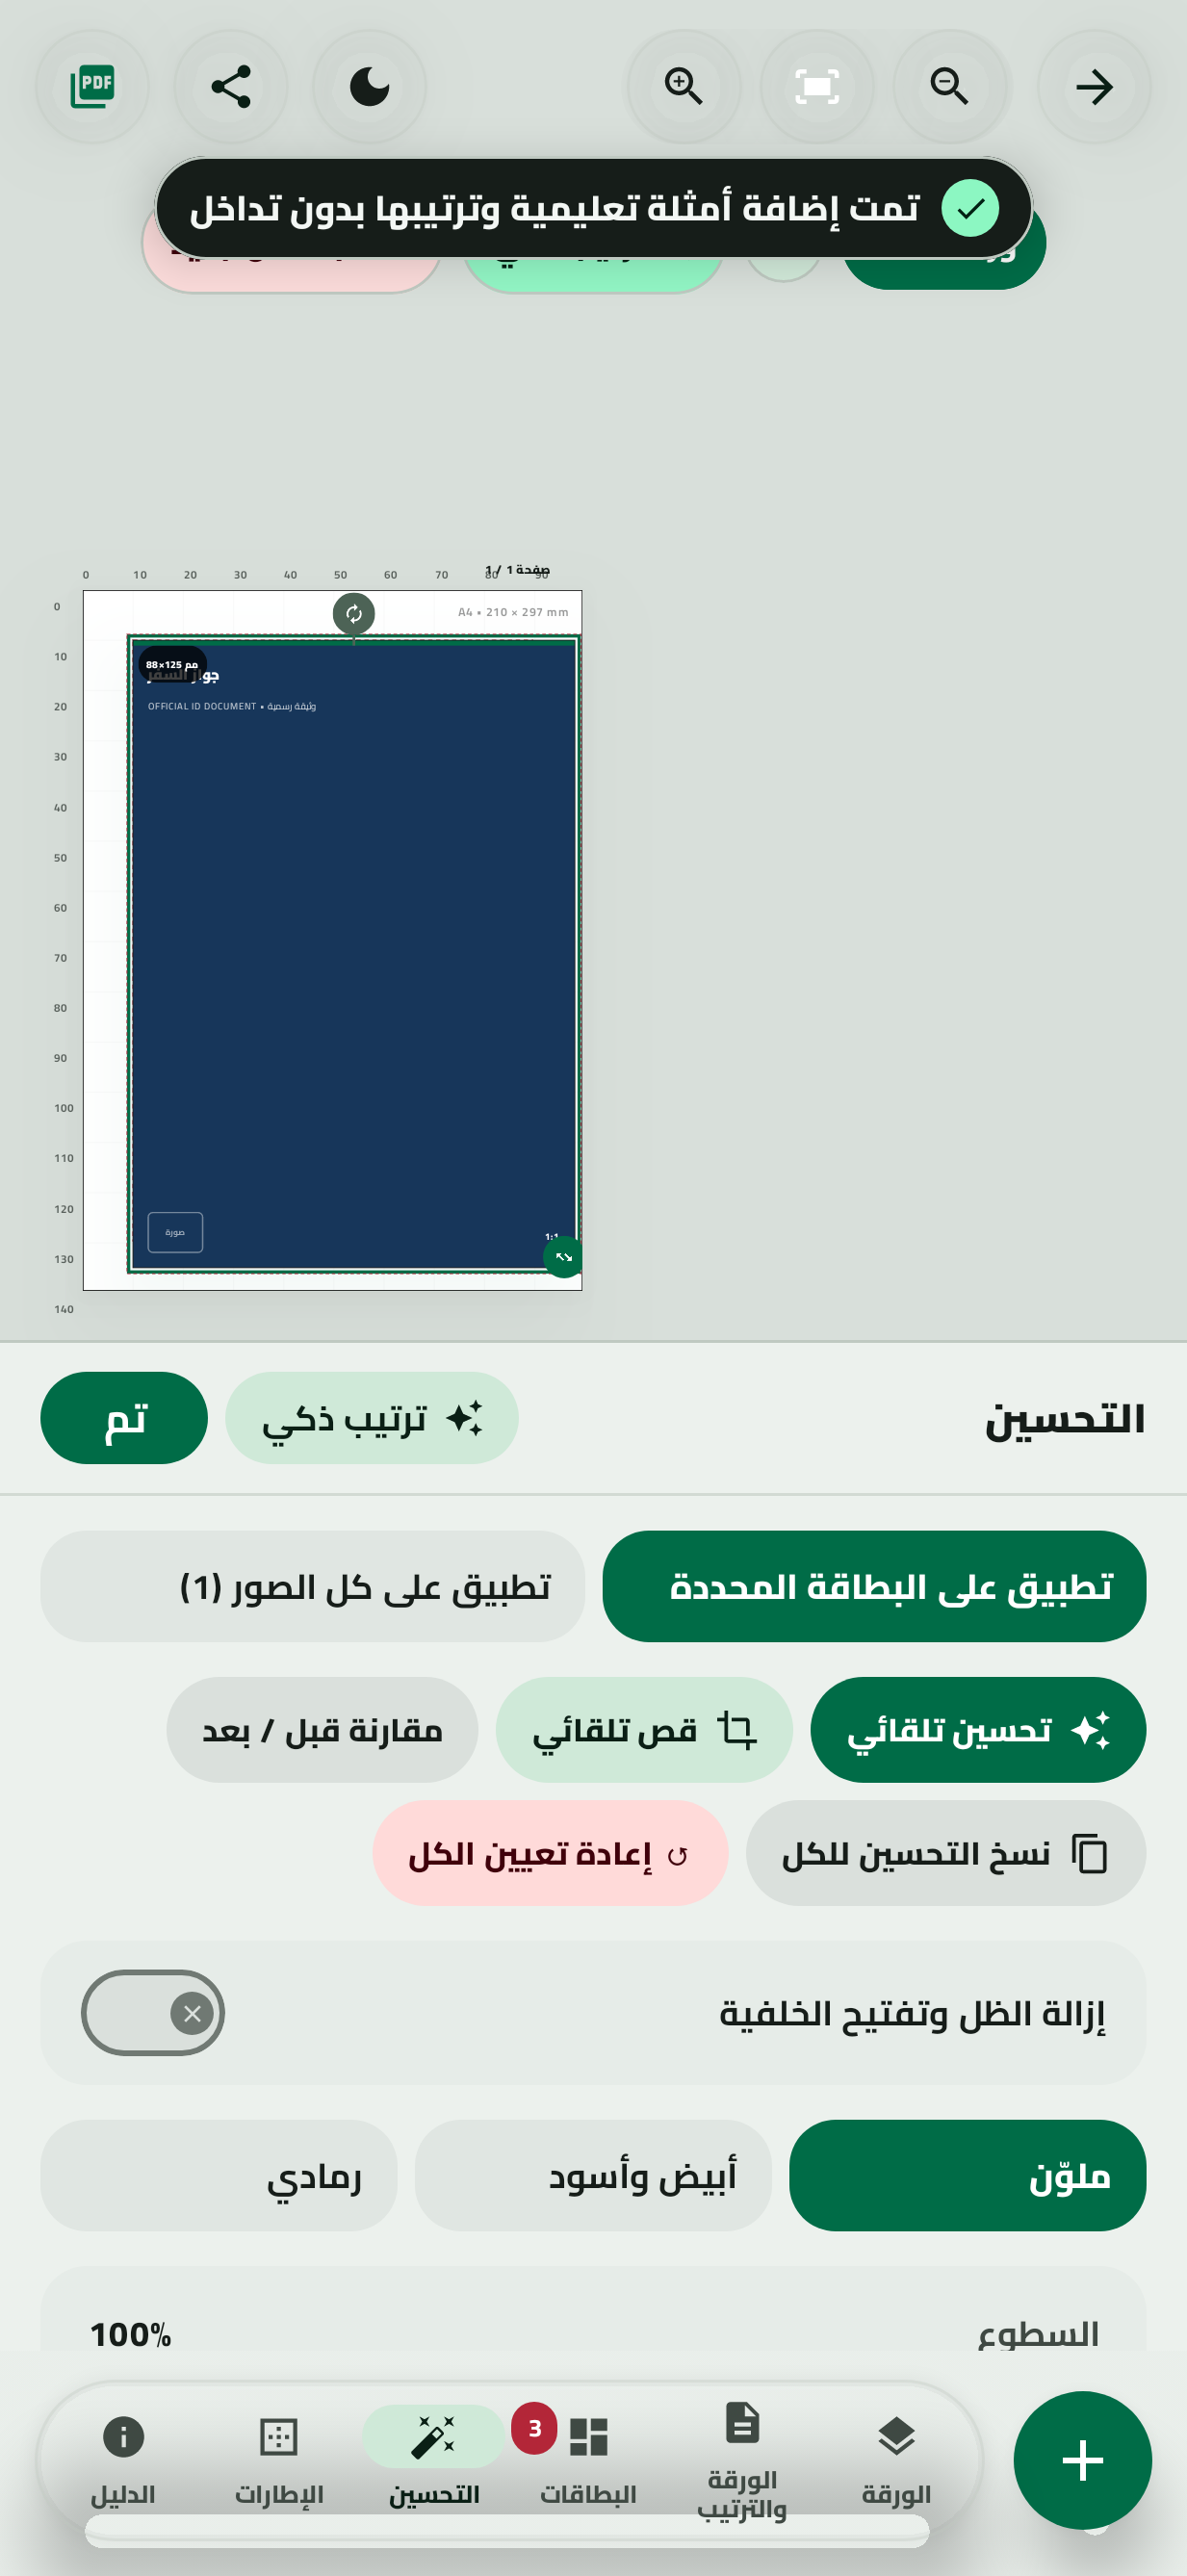 PDF
تمت إضافة أمثلة تعليمية وترتيبها بدون تداخل
صفحة 1 / 1
0 10 20 30 40 50 60 70 80 90
A4 • 210 × 297 mm
0
10
20
30
40
50
60
70
80
90
100
110
120
130
140
88×125 مم
جواز السفر
OFFICIAL ID DOCUMENT • وثيقة رسمية
صورة
1:1
التحسين
ترتيب ذكي
تم
تطبيق على البطاقة المحددة
تطبيق على كل الصور (1)
تحسين تلقائي
قص تلقائي
مقارنة قبل / بعد
نسخ التحسين للكل
↺ إعادة تعيين الكل
إزالة الظل وتفتيح الخلفية
ملوّن
أبيض وأسود
رمادي
السطوع
100%
الورقة
الورقة والترتيب
البطاقات
3
التحسين
الإطارات
الدليل